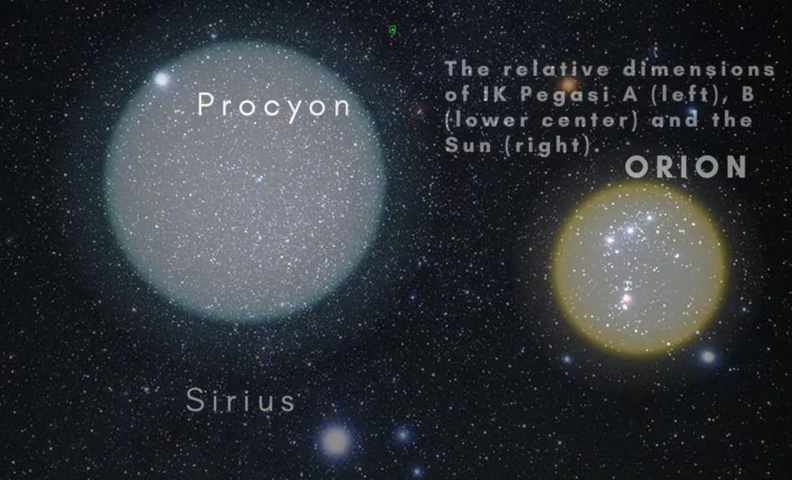 Procyon
The relative dimensions
of IK Pegasi A (left), B
(lower center) and the
Sun (right).
ORION
Sirius